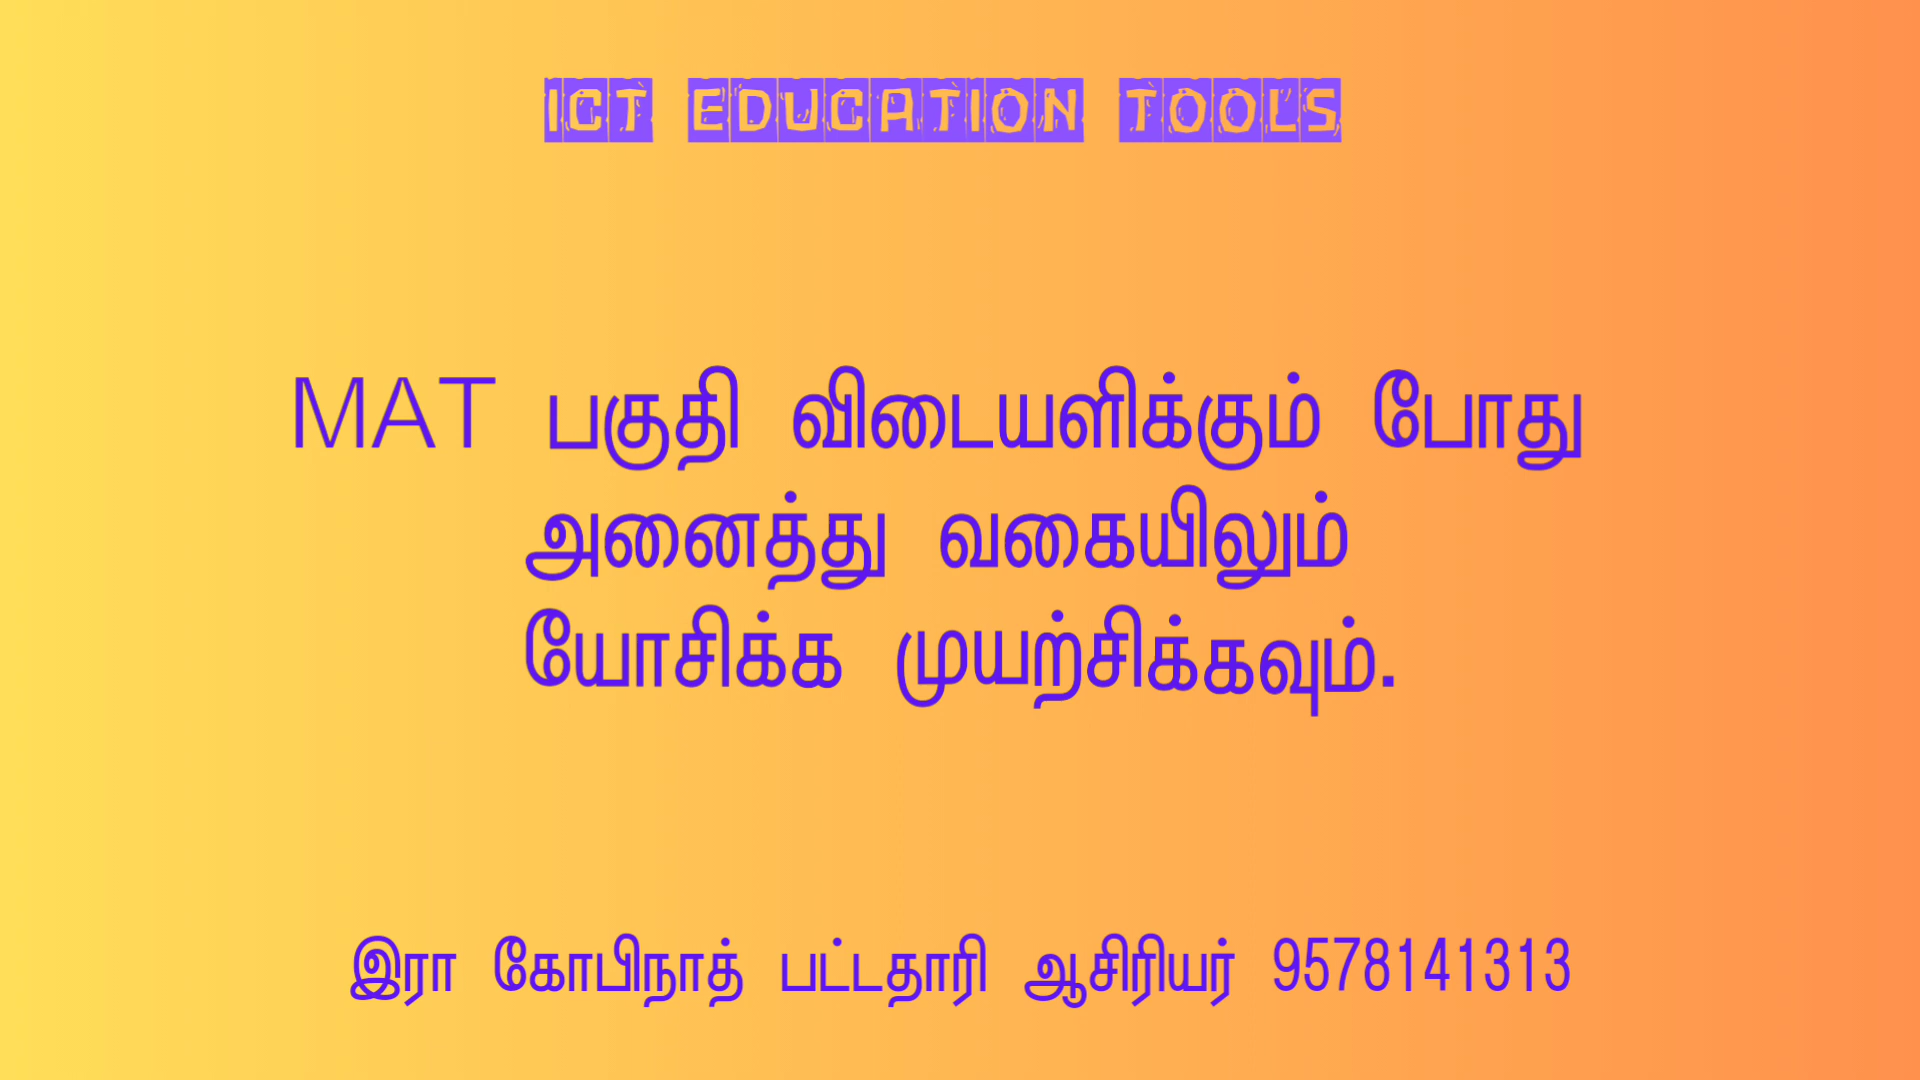 ICT EDUCATION TOOLS
MAT பகுதி விடையளிக்கும் போது
அனைத்து வகையிலும்
யோசிக்க முயற்சிக்கவும்.
இரா கோபிநாத் பட்டதாரி ஆசிரியர் 9578141313